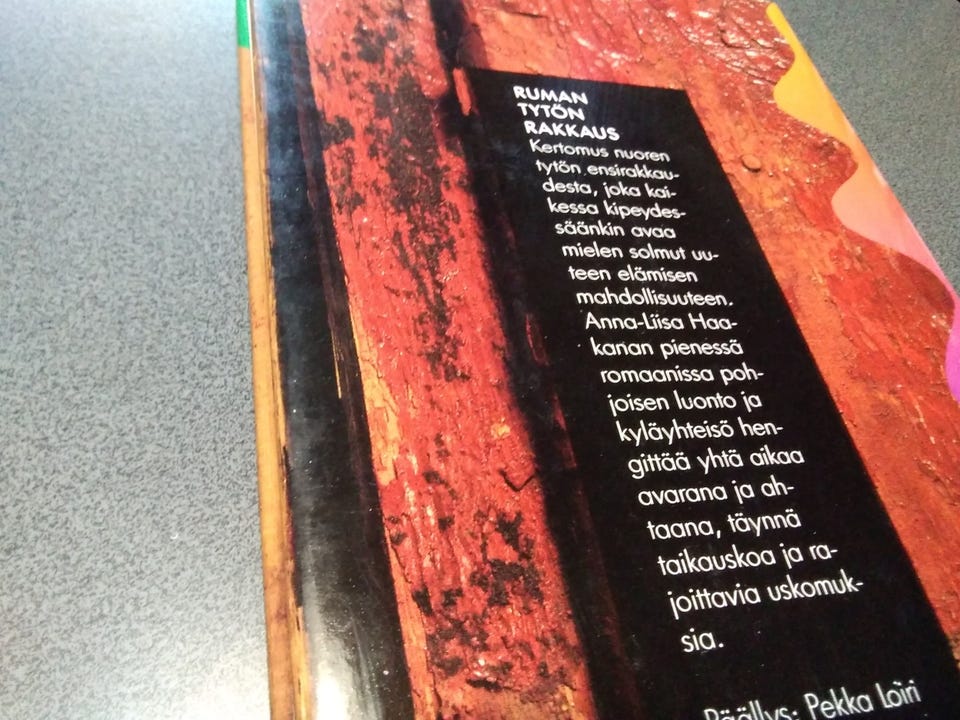 RUMAN
TYTÖN
RAKKAUS
Kertomus nuoren
tytön ensirakkau-
desta, joka kai-
kessa kipeydes-
säänkin avaa
mielen solmut uu-
teen elämisen
mahdollisuuteen.
Anna-Liisa Haa-
kanan pienessä
romaanissa poh-
joisen luonto ja
kyläyhteisö hen-
gittää yhtä aikaa
avarana ja ah-
taana, täynnä
taikauskoa ja ra-
joittavia uskomuk-
sia.
Päällys: Pekka Loiri